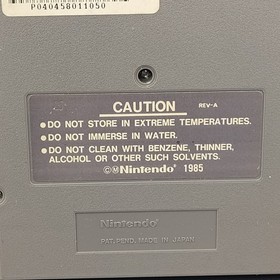 P040458011050
CAUTION REV-A
•DO NOT STORE IN EXTREME TEMPERATURES.
•DO NOT IMMERSE IN WATER.
•DO NOT CLEAN WITH BENZENE, THINNER,
ALCOHOL OR OTHER SUCH SOLVENTS.
©ⓂNintendo 1985
Nintendo
PAT. PEND. MADE IN JAPAN